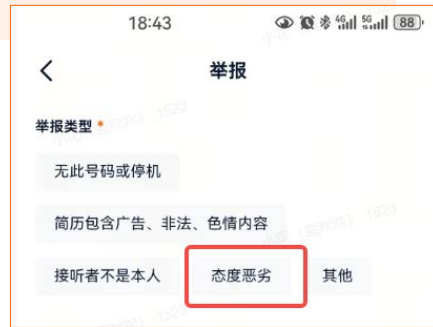 18:43 4G 5G 88
举报
举报类型 *
无此号码或停机
简历包含广告、非法、色情内容
接听者不是本人 态度恶劣 其他